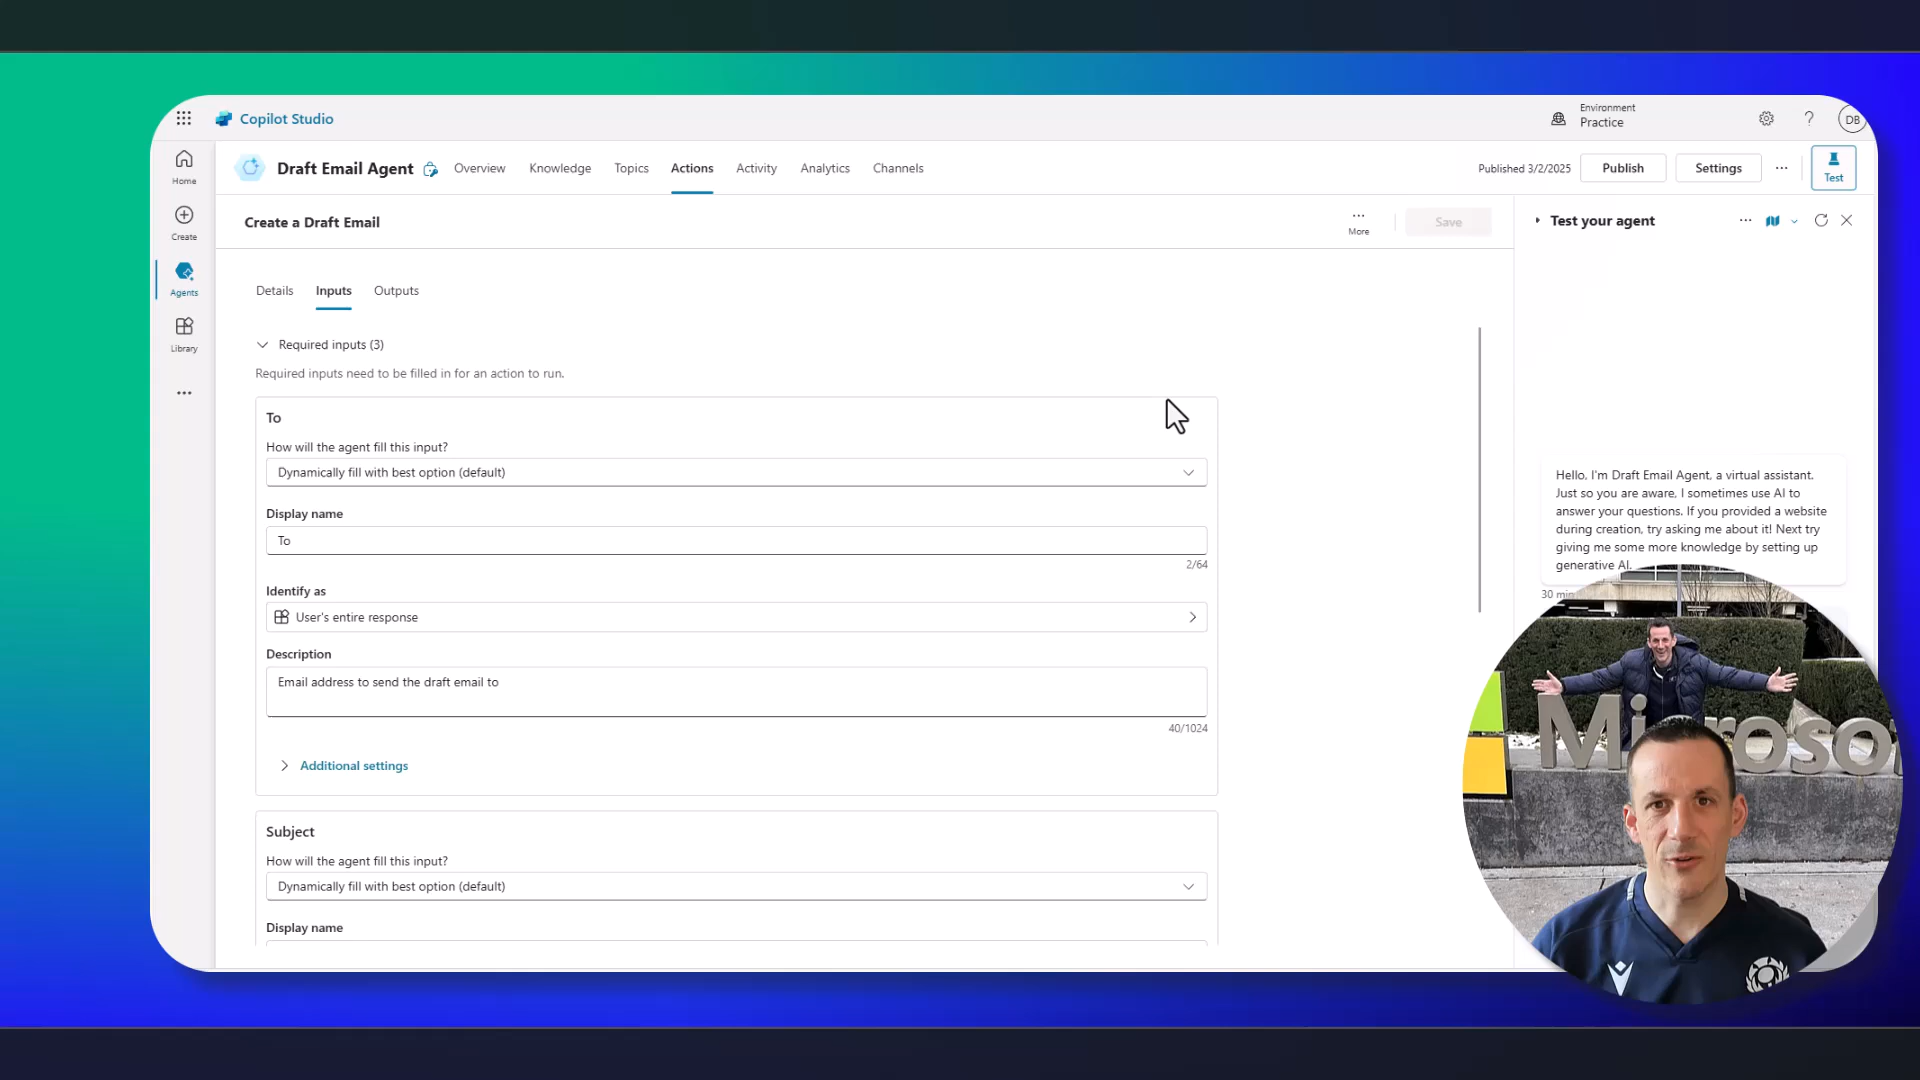 Copilot Studio
Environment
Practice
DB
Home
Create
Agents
Library
Draft Email Agent
Overview
Knowledge
Topics
Actions
Activity
Analytics
Channels
Published 3/2/2025
Publish
Settings
Test
Create a Draft Email
More
Save
Test your agent
Details
Inputs
Outputs
Required inputs (3)
Required inputs need to be filled in for an action to run.
To
How will the agent fill this input?
Dynamically fill with best option (default)
Display name
To
2/64
Identify as
User's entire response
Description
Email address to send the draft email to
40/1024
Additional settings
Subject
How will the agent fill this input?
Dynamically fill with best option (default)
Display name
Hello, I'm Draft Email Agent, a virtual assistant.
Just so you are aware, I sometimes use AI to
answer your questions. If you provided a website
during creation, try asking me about it! Next try
giving me some more knowledge by setting up
generative AI.
30 min
Microso